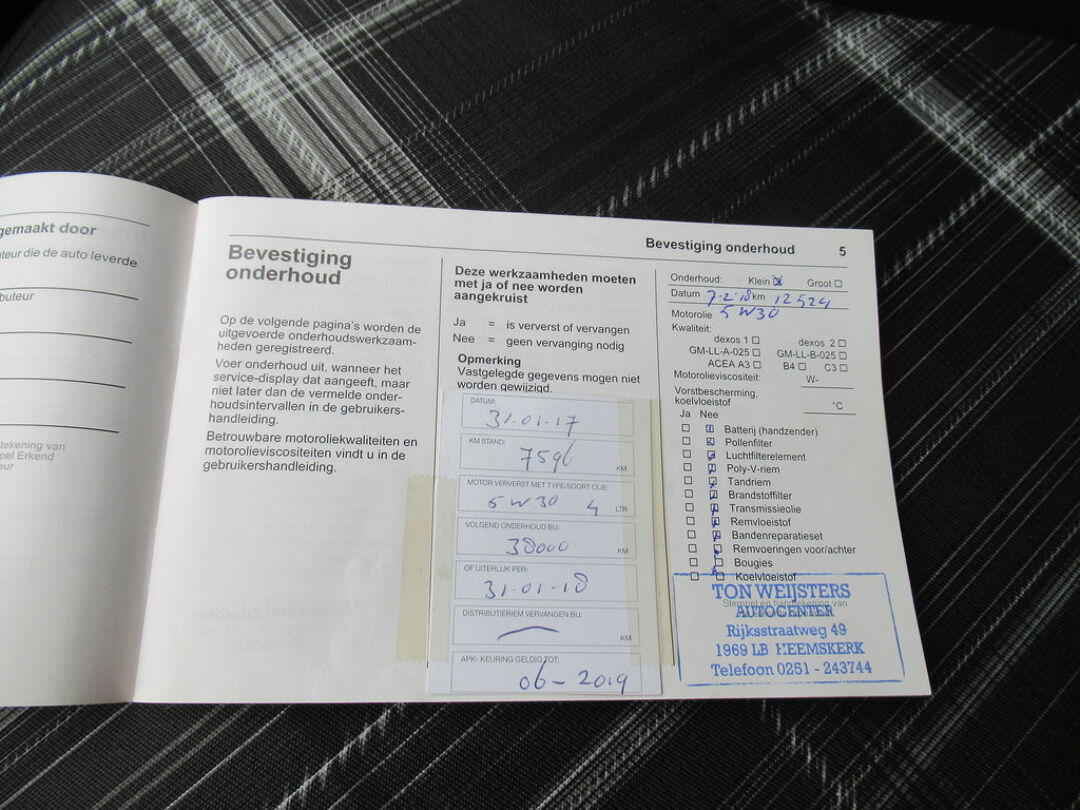 gemaakt door
teur die de auto leverde
buteur
tekening van
pel Erkend
eur
Bevestiging onderhoud 5
Bevestiging
onderhoud
Op de volgende pagina's worden de
uitgevoerde onderhoudswerkzaam-
heden geregistreerd.
Voer onderhoud uit, wanneer het
service-display dat aangeeft, maar
niet later dan de vermelde onder-
houdsintervallen in de gebruikers-
handleiding.
Betrouwbare motoroliekwaliteiten en
motorolieviscositeiten vindt u in de
gebruikershandleiding.
Deze werkzaamheden moeten
met ja of nee worden
aangekruist
Ja = is ververst of vervangen
Nee = geen vervanging nodig
Opmerking
Vastgelegde gegevens mogen niet
worden gewijzigd.
DATUM:
31-01-17
KM STAND:
7596 KM
MOTOR VERVERST MET TYPE/SOORT OLIE:
5W30 4 LTR
VOLGEND ONDERHOUD BIJ:
30000 KM
OF UITERLIJK PER:
31-01-18
DISTRIBUTIERIEM VERVANGEN BIJ:
KM
APK- KEURING GELDIG TOT:
06-2019
Onderhoud: Klein Groot
Datum 7-2-18 km 12524
Motorolie 5W30
Kwaliteit:
dexos 1 dexos 2
GM-LL-A-025 GM-LL-B-025
ACEA A3 B4 C3
Motorolieviscositeit: W-
Vorstbescherming,
koelvloeistof °C
Ja Nee
Batterij (handzender)
Pollenfilter
Luchtfilterelement
Poly-V-riem
Tandriem
Brandstoffilter
Transmissieolie
Remvloeistof
Bandenreparatieset
Remvoeringen voor/achter
Bougies
Koelvloeistof
Stempel en handtekening van
TON WEIJSTERS
AUTOCENTER
Rijksstraatweg 49
1969 LB HEEMSKERK
Telefoon 0251 - 243744